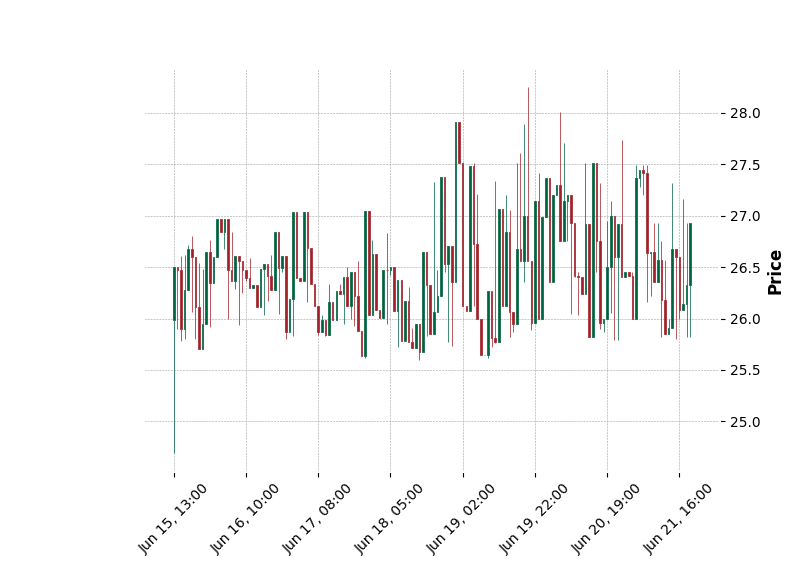 28.0
27.5
27.0
26.5
26.0
25.5
25.0
Price
Jun 15, 13:00
Jun 16, 10:00
Jun 17, 08:00
Jun 18, 05:00
Jun 19, 02:00
Jun 19, 22:00
Jun 20, 19:00
Jun 21, 16:00